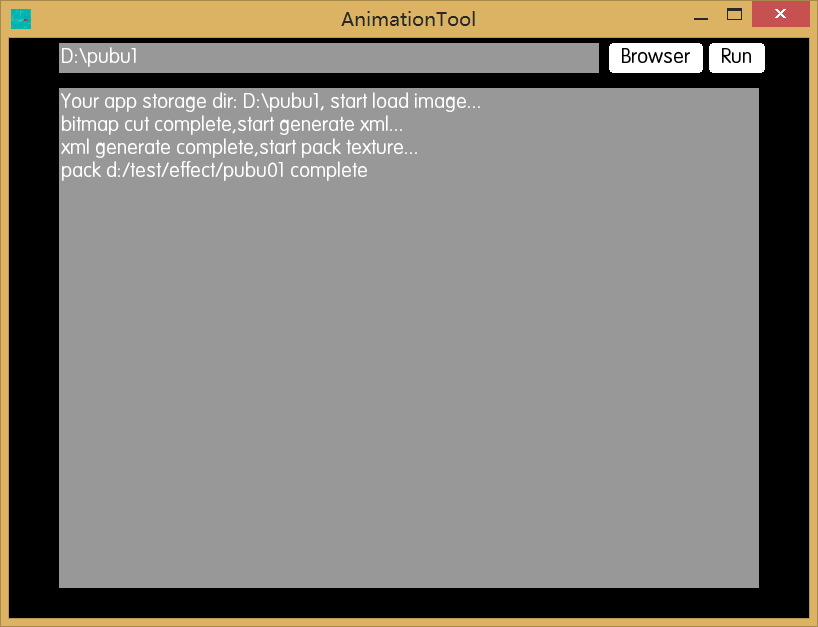 AnimationTool
D:\pubu1
Browser
Run
Your app storage dir: D:\pubu1, start load image...
bitmap cut complete,start generate xml...
xml generate complete,start pack texture...
pack d:/test/effect/pubu01 complete